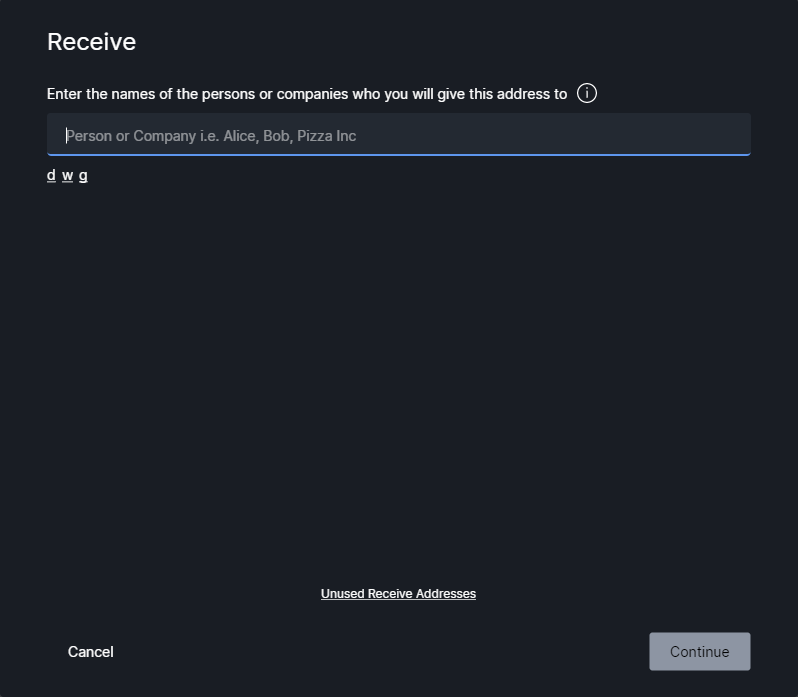 Receive
Enter the names of the persons or companies who you will give this address to
Person or Company i.e. Alice, Bob, Pizza Inc
d w g
Unused Receive Addresses
Cancel
Continue